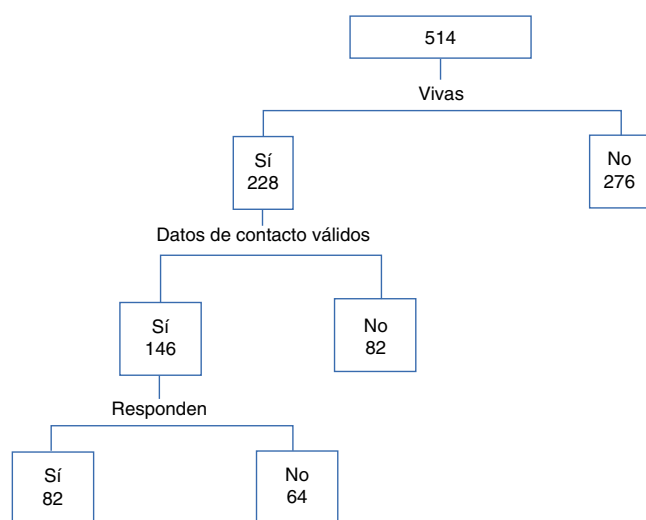 514
Vivas
Sí
228
No
276
Datos de contacto válidos
Sí
146
No
82
Responden
Sí
82
No
64